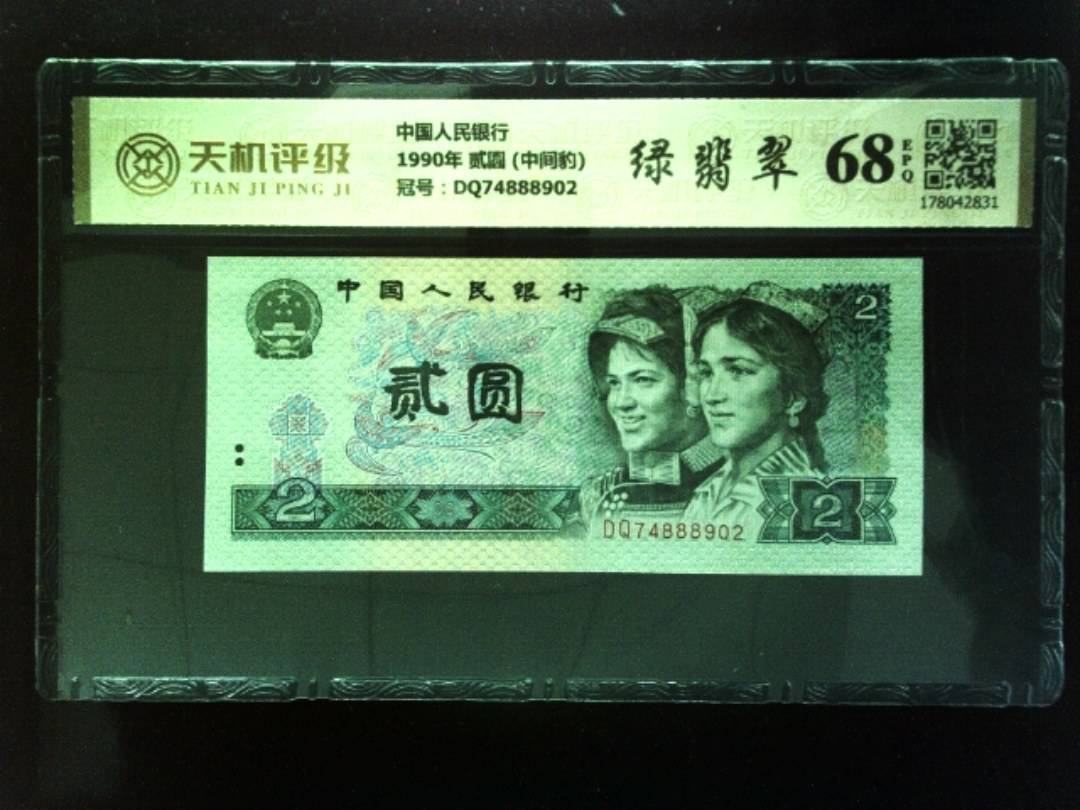 天机评级
TIAN JI PING JI
中国人民银行
1990年 贰圆 (中间豹)
冠号：DQ74888902
绿翡翠
68
EPQ
178042831
中国人民银行
2
贰圆
2
DQ74888902
2